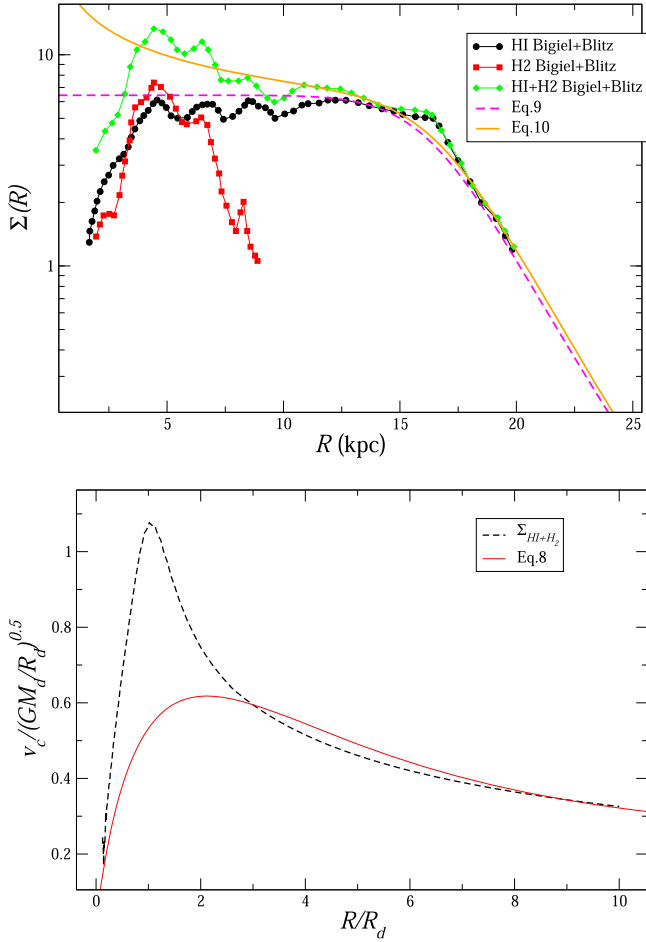 10
1
Σ(R)
HI Bigiel+Blitz
H2 Bigiel+Blitz
HI+H2 Bigiel+Blitz
Eq.9
Eq.10
5 10 15 20 25
R (kpc)
1
0.8
0.6
0.4
0.2
v_c/(GM_d/R_d)^0.5
Σ_HI+H_2
Eq.8
0 2 4 6 8 10
R/R_d